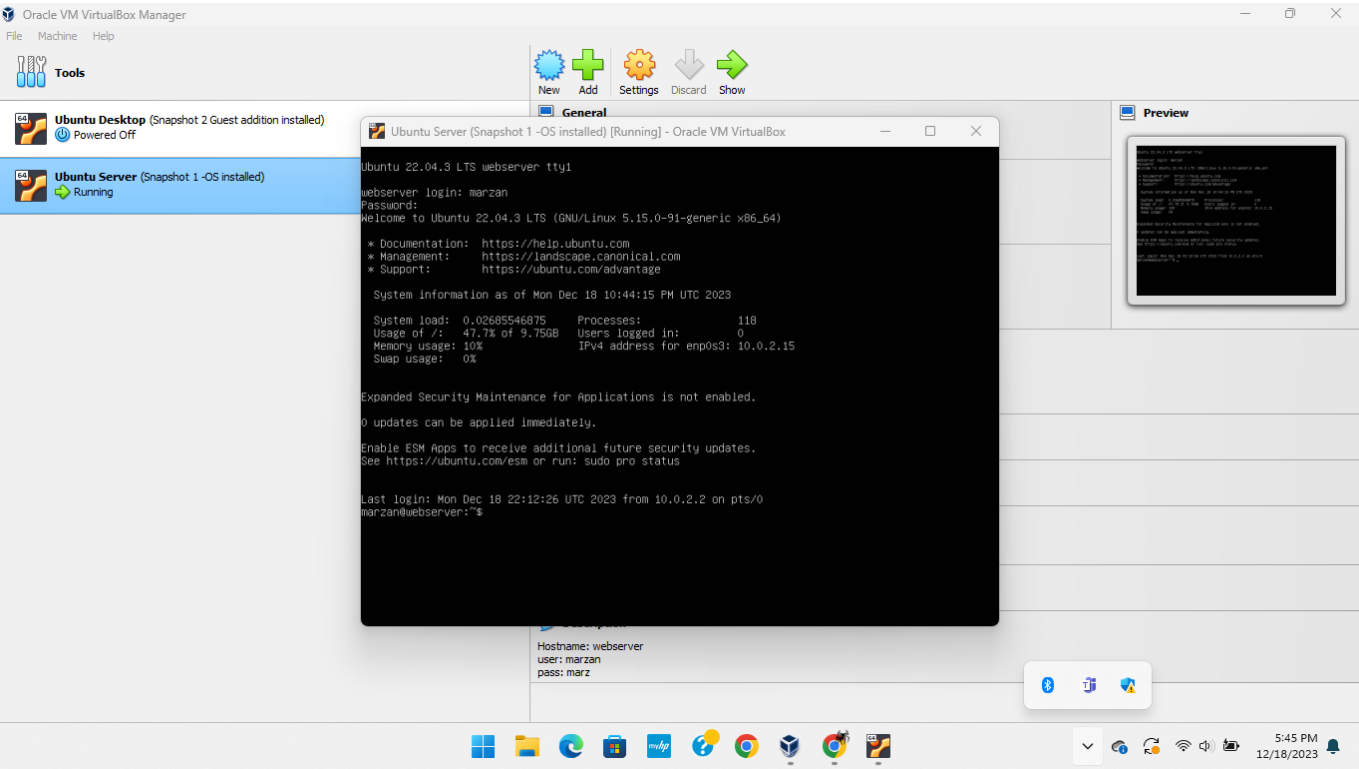 Oracle VM VirtualBox Manager
File Machine Help
Tools
New Add Settings Discard Show
Ubuntu Desktop (Snapshot 2 Guest addition installed)
Powered Off
Ubuntu Server (Snapshot 1 -OS installed)
Running
General
Preview
Ubuntu Server (Snapshot 1 -OS installed) [Running] - Oracle VM VirtualBox
Ubuntu 22.04.3 LTS webserver tty1
webserver login: marzan
Password:
Welcome to Ubuntu 22.04.3 LTS (GNU/Linux 5.15.0-91-generic x86_64)
* Documentation: https://help.ubuntu.com
* Management: https://landscape.canonical.com
* Support: https://ubuntu.com/advantage
System information as of Mon Dec 18 10:44:15 PM UTC 2023
System load: 0.02685546875 Processes: 118
Usage of /: 47.7% of 9.75GB Users logged in: 0
Memory usage: 10% IPv4 address for enp0s3: 10.0.2.15
Swap usage: 0%
Expanded Security Maintenance for Applications is not enabled.
0 updates can be applied immediately.
Enable ESM Apps to receive additional future security updates.
See https://ubuntu.com/esm or run: sudo pro status
Last login: Mon Dec 18 22:12:26 UTC 2023 from 10.0.2.2 on pts/0
marzan@webserver:~$
Hostname: webserver
user: marzan
pass: marz
5:45 PM
12/18/2023